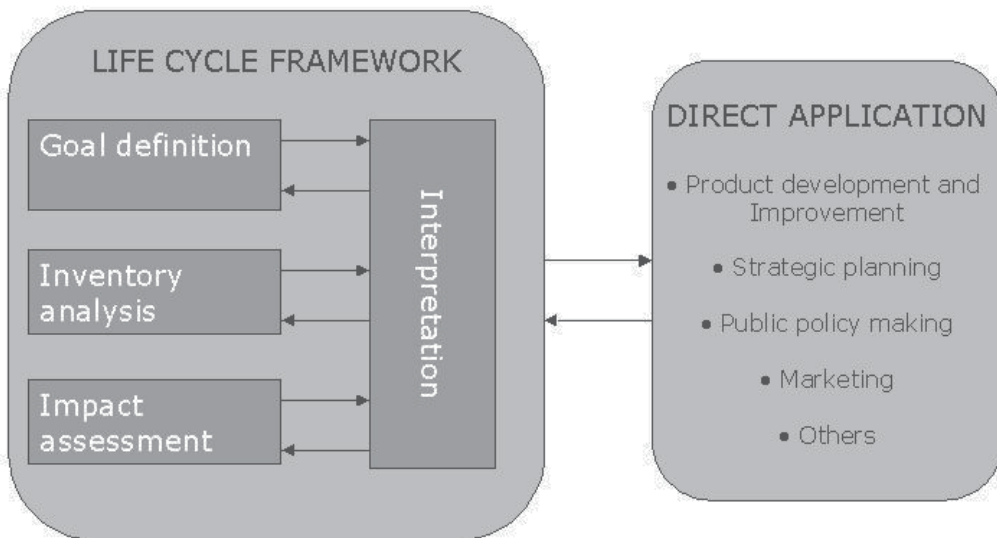 LIFE CYCLE FRAMEWORK
Goal definition
Inventory
analysis
Impact
assessment
Interpretation
DIRECT APPLICATION
• Product development and
Improvement
• Strategic planning
• Public policy making
• Marketing
• Others